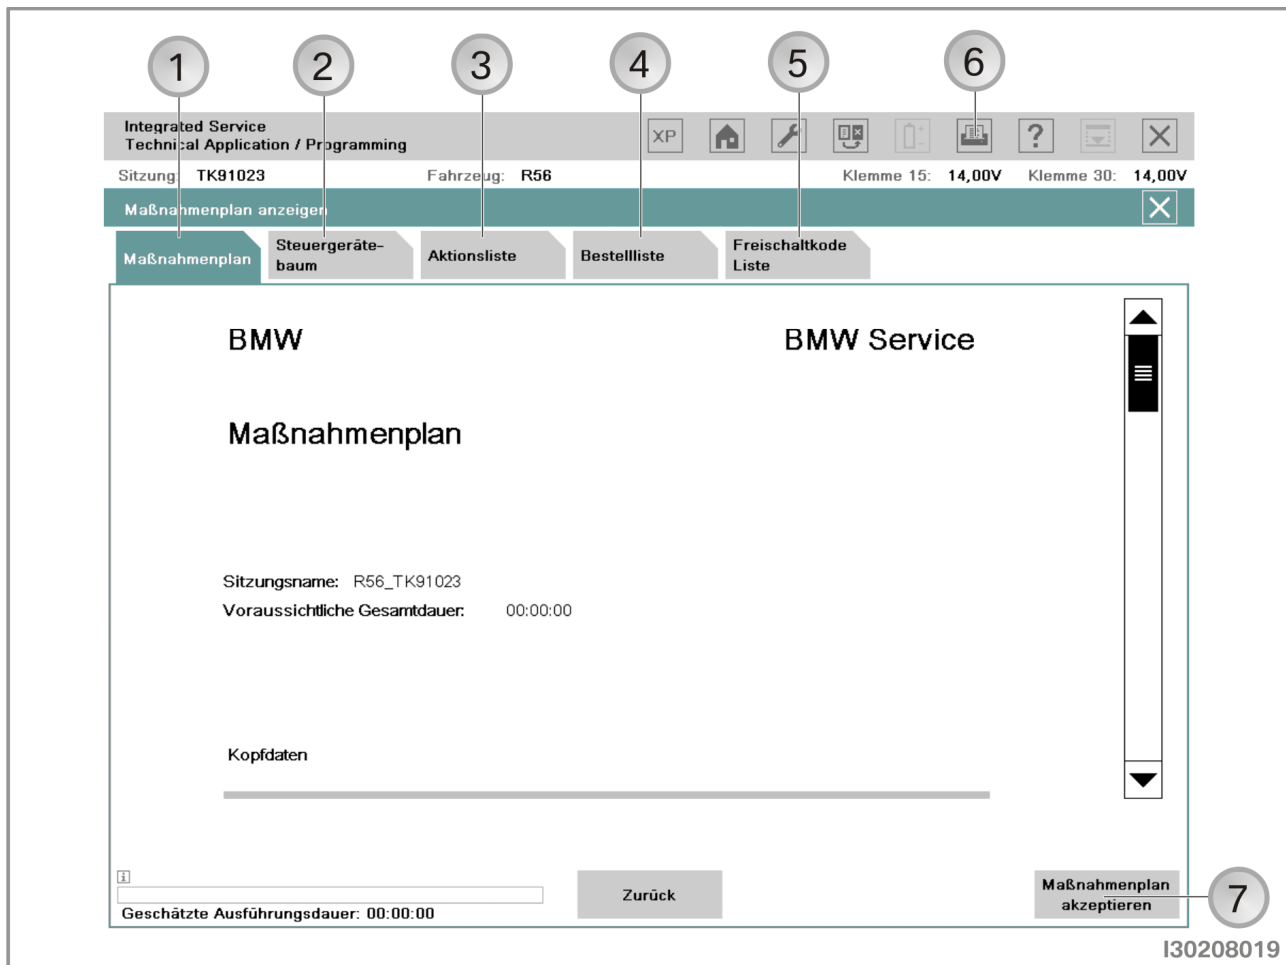 1 2 3 4 5 6
Integrated Service
Technical Application / Programming
XP
?
Sitzung: TK91023 Fahrzeug: R56 Klemme 15: 14,00V Klemme 30: 14,00V
Maßnahmenplan anzeigen
Maßnahmenplan
Steuergeräte-
baum
Aktionsliste
Bestellliste
Freischaltkode
Liste
BMW BMW Service
Maßnahmenplan
Sitzungsname: R56_TK91023
Voraussichtliche Gesamtdauer: 00:00:00
Kopfdaten
i
Geschätzte Ausführungsdauer: 00:00:00
Zurück
Maßnahmenplan
akzeptieren
7
I30208019